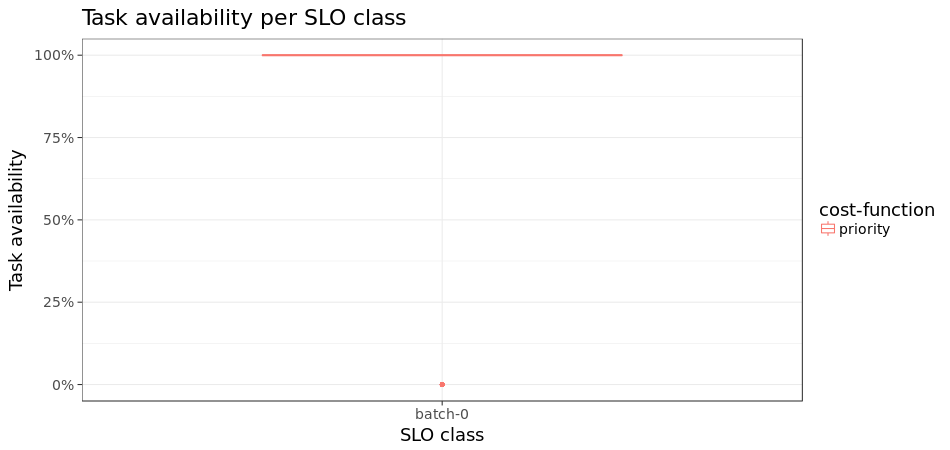 Task availability per SLO class
Task availability
100%
75%
50%
25%
0%
batch-0
SLO class
cost-function
priority